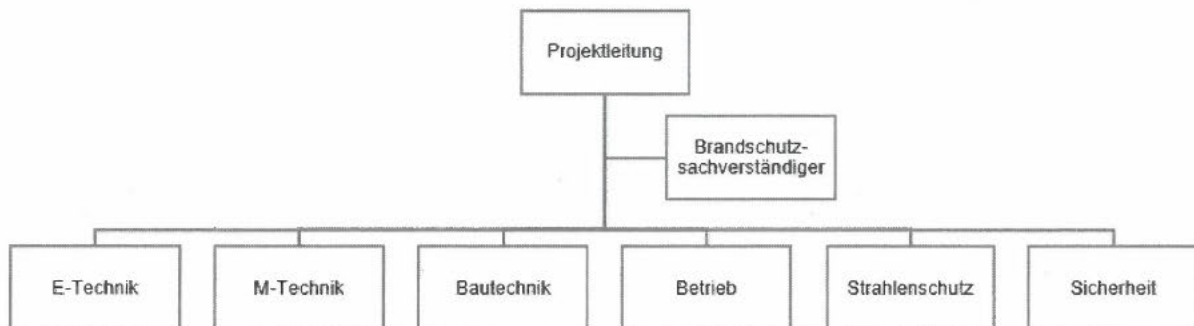 Projektleitung
Brandschutz-
sachverständiger
E-Technik
M-Technik
Bautechnik
Betrieb
Strahlenschutz
Sicherheit